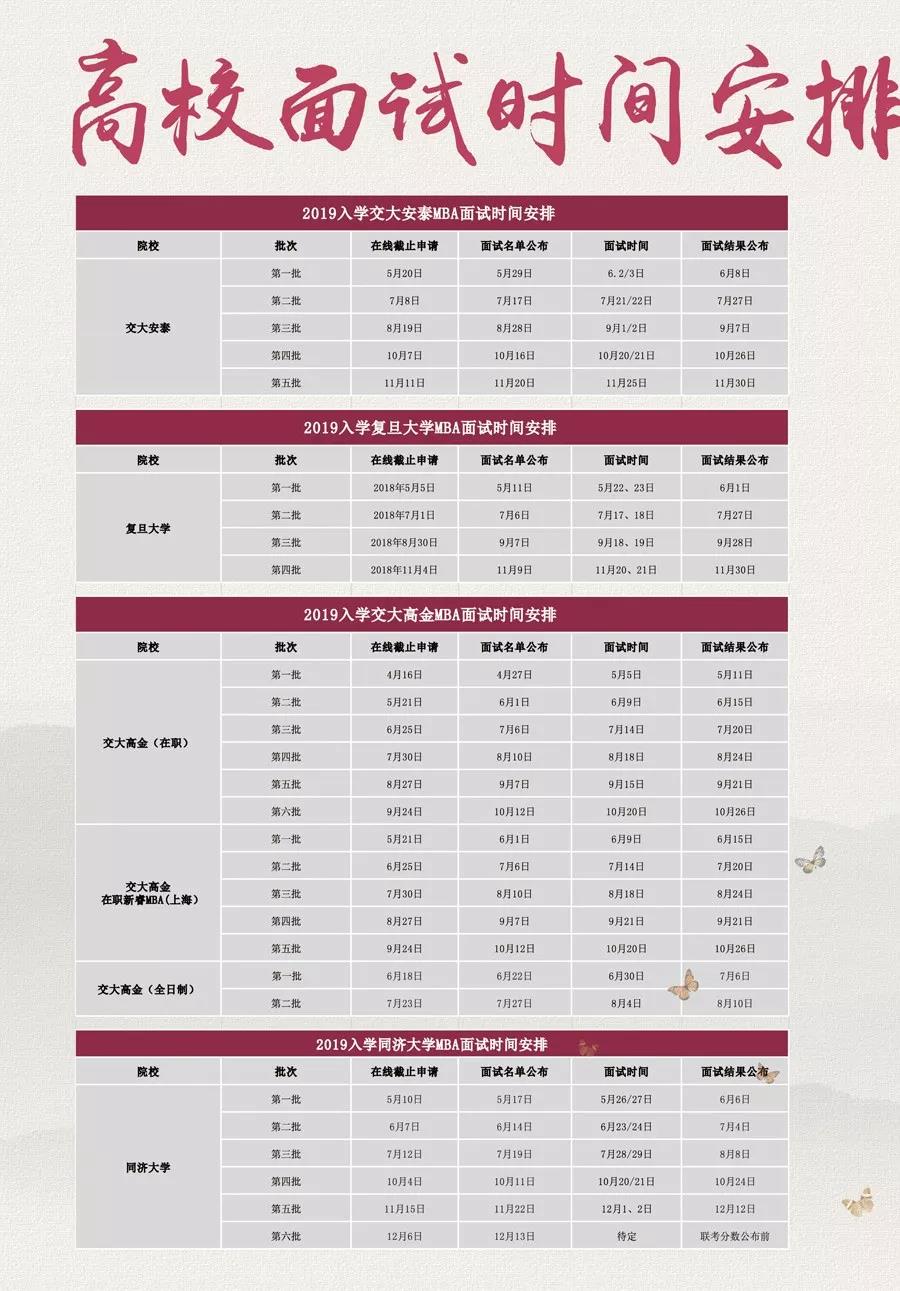 高校面试时间安排
2019入学交大安泰MBA面试时间安排
院校 批次 在线截止申请 面试名单公布 面试时间 面试结果公布
第一批 5月20日 5月29日 6.2/3日 6月8日
第二批 7月8日 7月17日 7月21/22日 7月27日
交大安泰 第三批 8月19日 8月28日 9月1/2日 9月7日
第四批 10月7日 10月16日 10月20/21日 10月26日
第五批 11月11日 11月20日 11月25日 11月30日
2019入学复旦大学MBA面试时间安排
院校 批次 在线截止申请 面试名单公布 面试时间 面试结果公布
复旦大学 第一批 2018年5月5日 5月11日 5月22、23日 6月1日
第二批 2018年7月1日 7月6日 7月17、18日 7月27日
第三批 2018年8月30日 9月7日 9月18、19日 9月28日
第四批 2018年11月4日 11月9日 11月20、21日 11月30日
2019入学交大高金MBA面试时间安排
院校 批次 在线截止申请 面试名单公布 面试时间 面试结果公布
交大高金（在职） 第一批 4月16日 4月27日 5月5日 5月11日
第二批 5月21日 6月1日 6月9日 6月15日
第三批 6月25日 7月6日 7月14日 7月20日
第四批 7月30日 8月10日 8月18日 8月24日
第五批 8月27日 9月7日 9月15日 9月21日
第六批 9月24日 10月12日 10月20日 10月26日
交大高金
在职新睿MBA(上海）
第一批 5月21日 6月1日 6月9日 6月15日
第二批 6月25日 7月6日 7月14日 7月20日
第三批 7月30日 8月10日 8月18日 8月24日
第四批 8月27日 9月7日 9月21日 9月21日
第五批 9月24日 10月12日 10月20日 10月26日
交大高金（全日制） 第一批 6月18日 6月22日 6月30日 7月6日
第二批 7月23日 7月27日 8月4日 8月10日
2019入学同济大学MBA面试时间安排
院校 批次 在线截止申请 面试名单公布 面试时间 面试结果公布
同济大学 第一批 5月10日 5月17日 5月26/27日 6月6日
第二批 6月7日 6月14日 6月23/24日 7月4日
第三批 7月12日 7月19日 7月28/29日 8月8日
第四批 10月4日 10月11日 10月20/21日 10月24日
第五批 11月15日 11月22日 12月1、2日 12月12日
第六批 12月6日 12月13日 待定 联考分数公布前